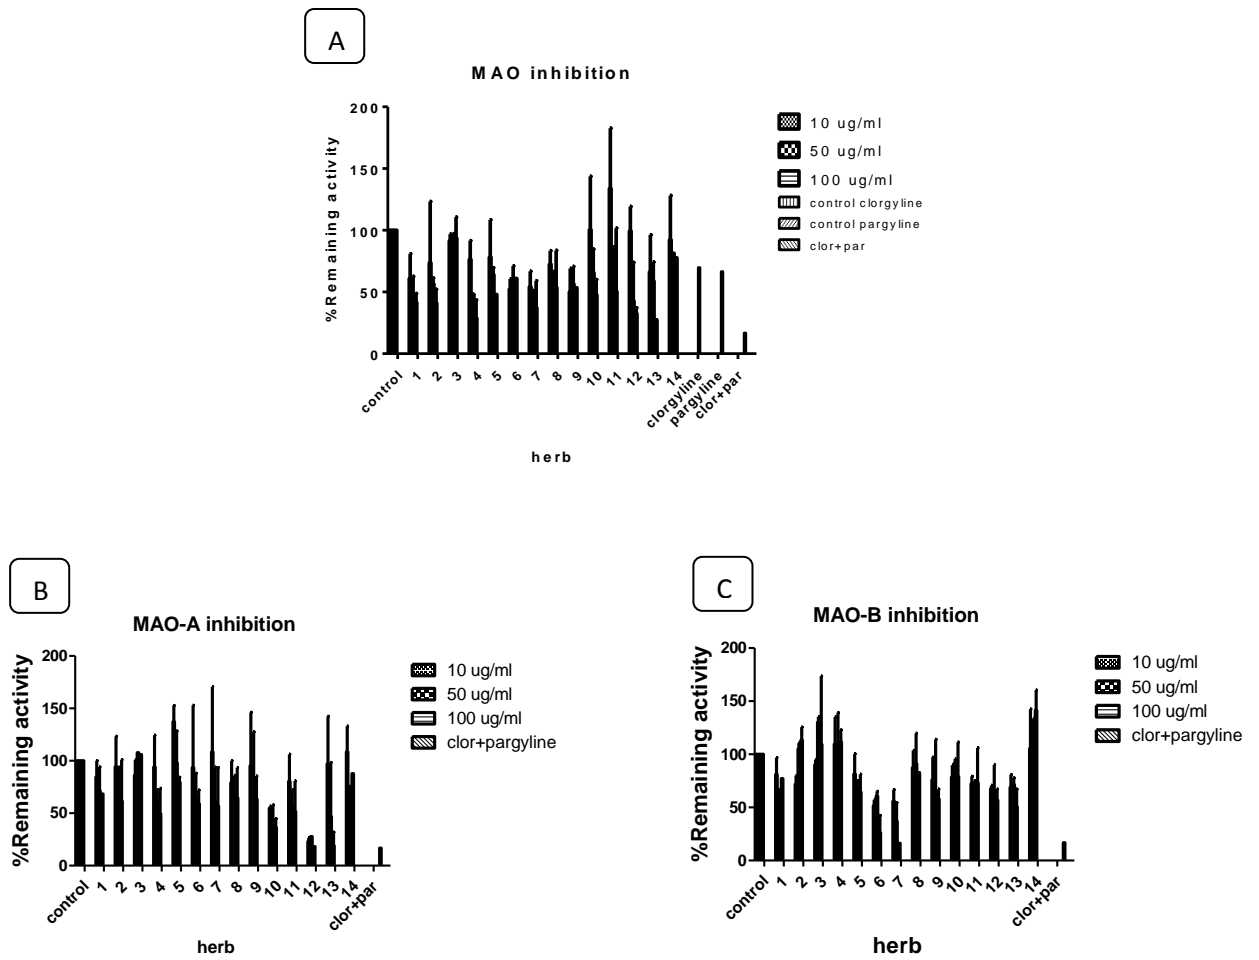 A
MAO inhibition
%Remaining activity
200
150
100
50
0
control 1 2 3 4 5 6 7 8 9 10 11 12 13 14 clorgyline pargyline clor+par
herb
10 ug/ml
50 ug/ml
100 ug/ml
control clorgyline
control pargyline
clor+par
B
MAO-A inhibition
%Remaining activity
200
150
100
50
0
control 1 2 3 4 5 6 7 8 9 10 11 12 13 14 clor+par
herb
10 ug/ml
50 ug/ml
100 ug/ml
clor+pargyline
C
MAO-B inhibition
%Remaining activity
200
150
100
50
0
control 1 2 3 4 5 6 7 8 9 10 11 12 13 14 clor+par
herb
10 ug/ml
50 ug/ml
100 ug/ml
clor+pargyline